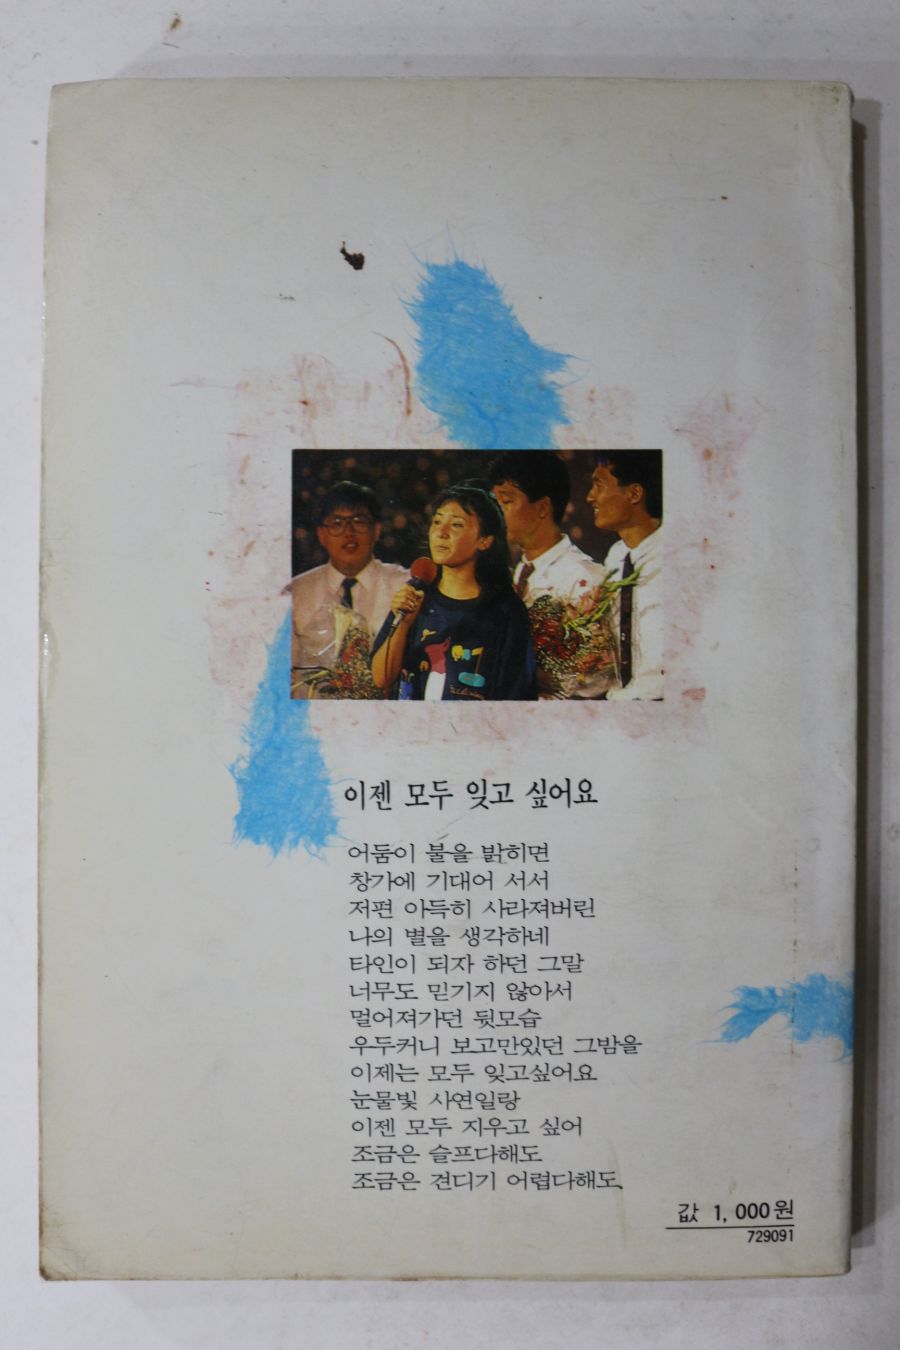 이젠 모두 잊고 싶어요
어둠이 불을 밝히면
창가에 기대어 서서
저편 아득히 사라져버린
나의 별을 생각하네
타인이 되자 하던 그말
너무도 믿기지 않아서
멀어져가던 뒷모습
우두커니 보고만있던 그밤을
이제는 모두 잊고싶어요
눈물빛 사연일랑
이젠 모두 지우고 싶어
조금은 슬프다해도
조금은 견디기 어렵다해도
값 1,000원
729091